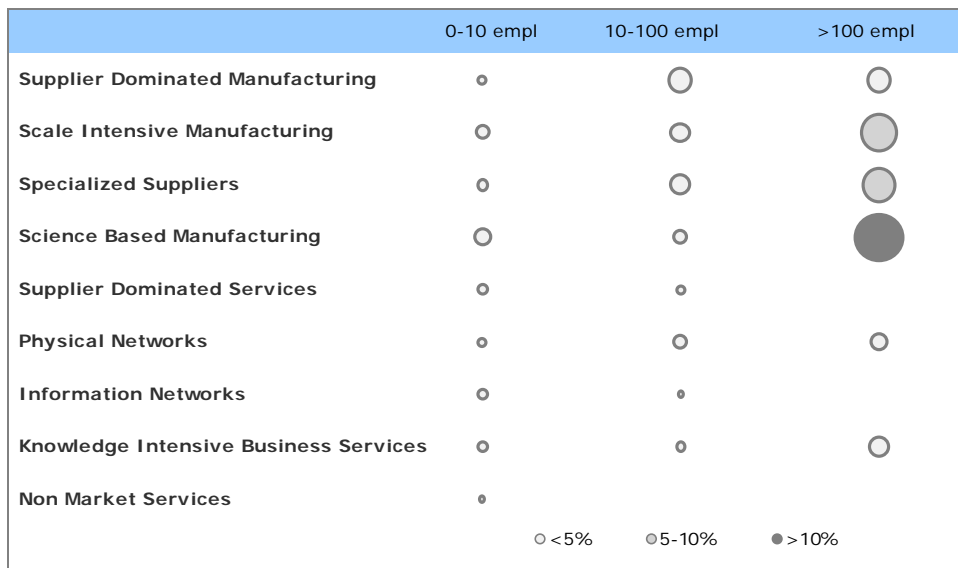 0-10 empl 10-100 empl >100 empl
Supplier Dominated Manufacturing
Scale Intensive Manufacturing
Specialized Suppliers
Science Based Manufacturing
Supplier Dominated Services
Physical Networks
Information Networks
Knowledge Intensive Business Services
Non Market Services
<5% 5-10% >10%